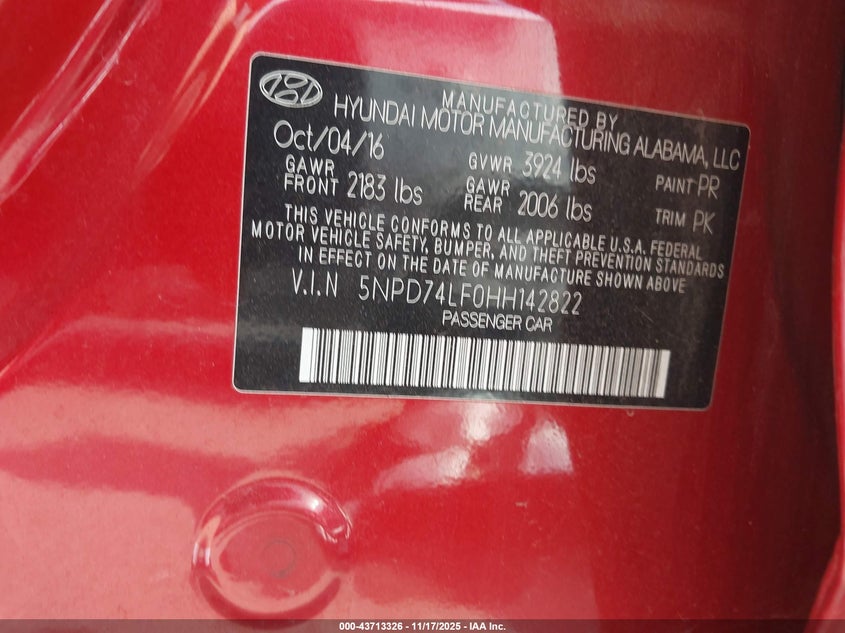 MANUFACTURED BY
HYUNDAI MOTOR MANUFACTURING ALABAMA, LLC
Oct/04/16 GVWR 3924 lbs PAINT PR
GAWR FRONT 2183 lbs GAWR REAR 2006 lbs TRIM PK
THIS VEHICLE CONFORMS TO ALL APPLICABLE U.S.A. FEDERAL
MOTOR VEHICLE SAFETY, BUMPER, AND THEFT PREVENTION STANDARDS
IN EFFECT ON THE DATE OF MANUFACTURE SHOWN ABOVE
V.I.N 5NPD74LF0HH142822
PASSENGER CAR
000-43713326 - 11/17/2025 - IAA Inc.